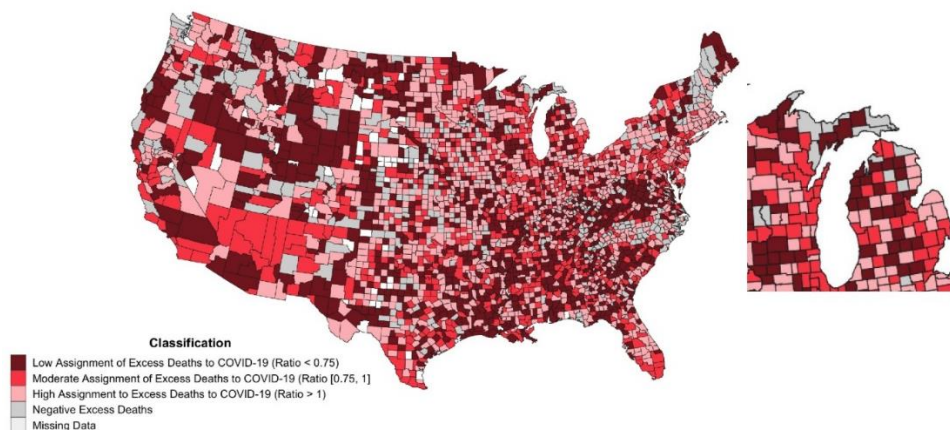 Classification
Low Assignment of Excess Deaths to COVID-19 (Ratio < 0.75)
Moderate Assignment of Excess Deaths to COVID-19 (Ratio [0.75, 1]
High Assignment to Excess Deaths to COVID-19 (Ratio > 1)
Negative Excess Deaths
Missing Data